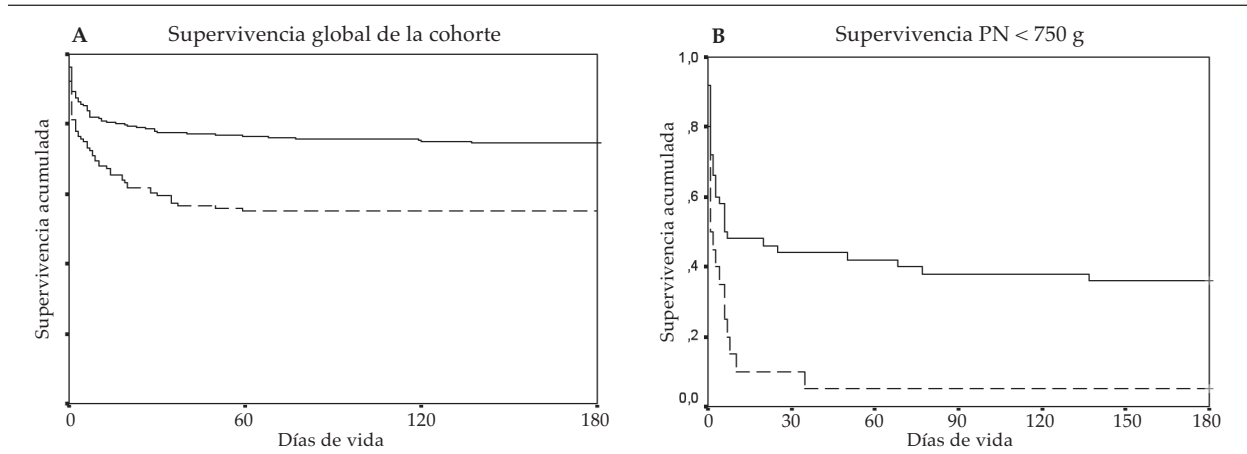 A Supervivencia global de la cohorte
Supervivencia acumulada
0 60 120 180
Días de vida
B Supervivencia PN < 750 g
Supervivencia acumulada
1,0
,8
,6
,4
,2
0,0
0 30 60 90 120 150 180
Días de vida